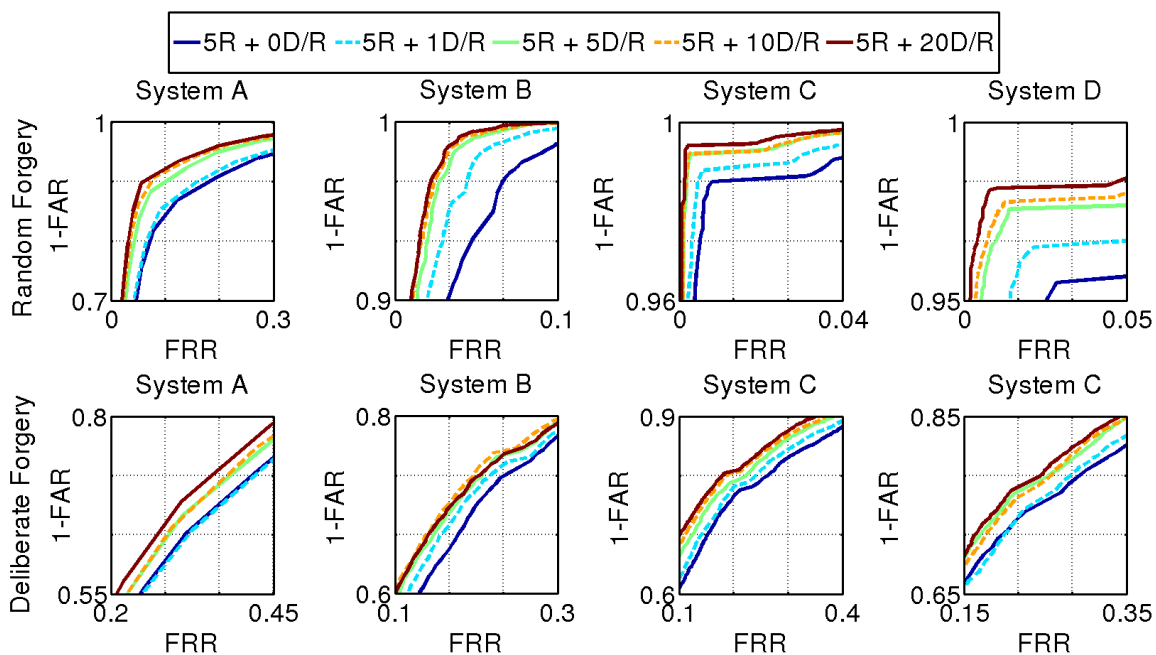 5R + 0D/R 5R + 1D/R 5R + 5D/R 5R + 10D/R 5R + 20D/R
System A System B System C System D
Random Forgery
1-FAR 1-FAR 1-FAR 1-FAR
1 1 1 1
0.7 0.9 0.96 0.95
0 0.3 0 0.1 0 0.04 0 0.05
FRR FRR FRR FRR
System A System B System C System C
Deliberate Forgery
1-FAR 1-FAR 1-FAR 1-FAR
0.8 0.8 0.9 0.85
0.55 0.6 0.6 0.65
0.2 0.45 0.1 0.3 0.1 0.4 0.15 0.35
FRR FRR FRR FRR